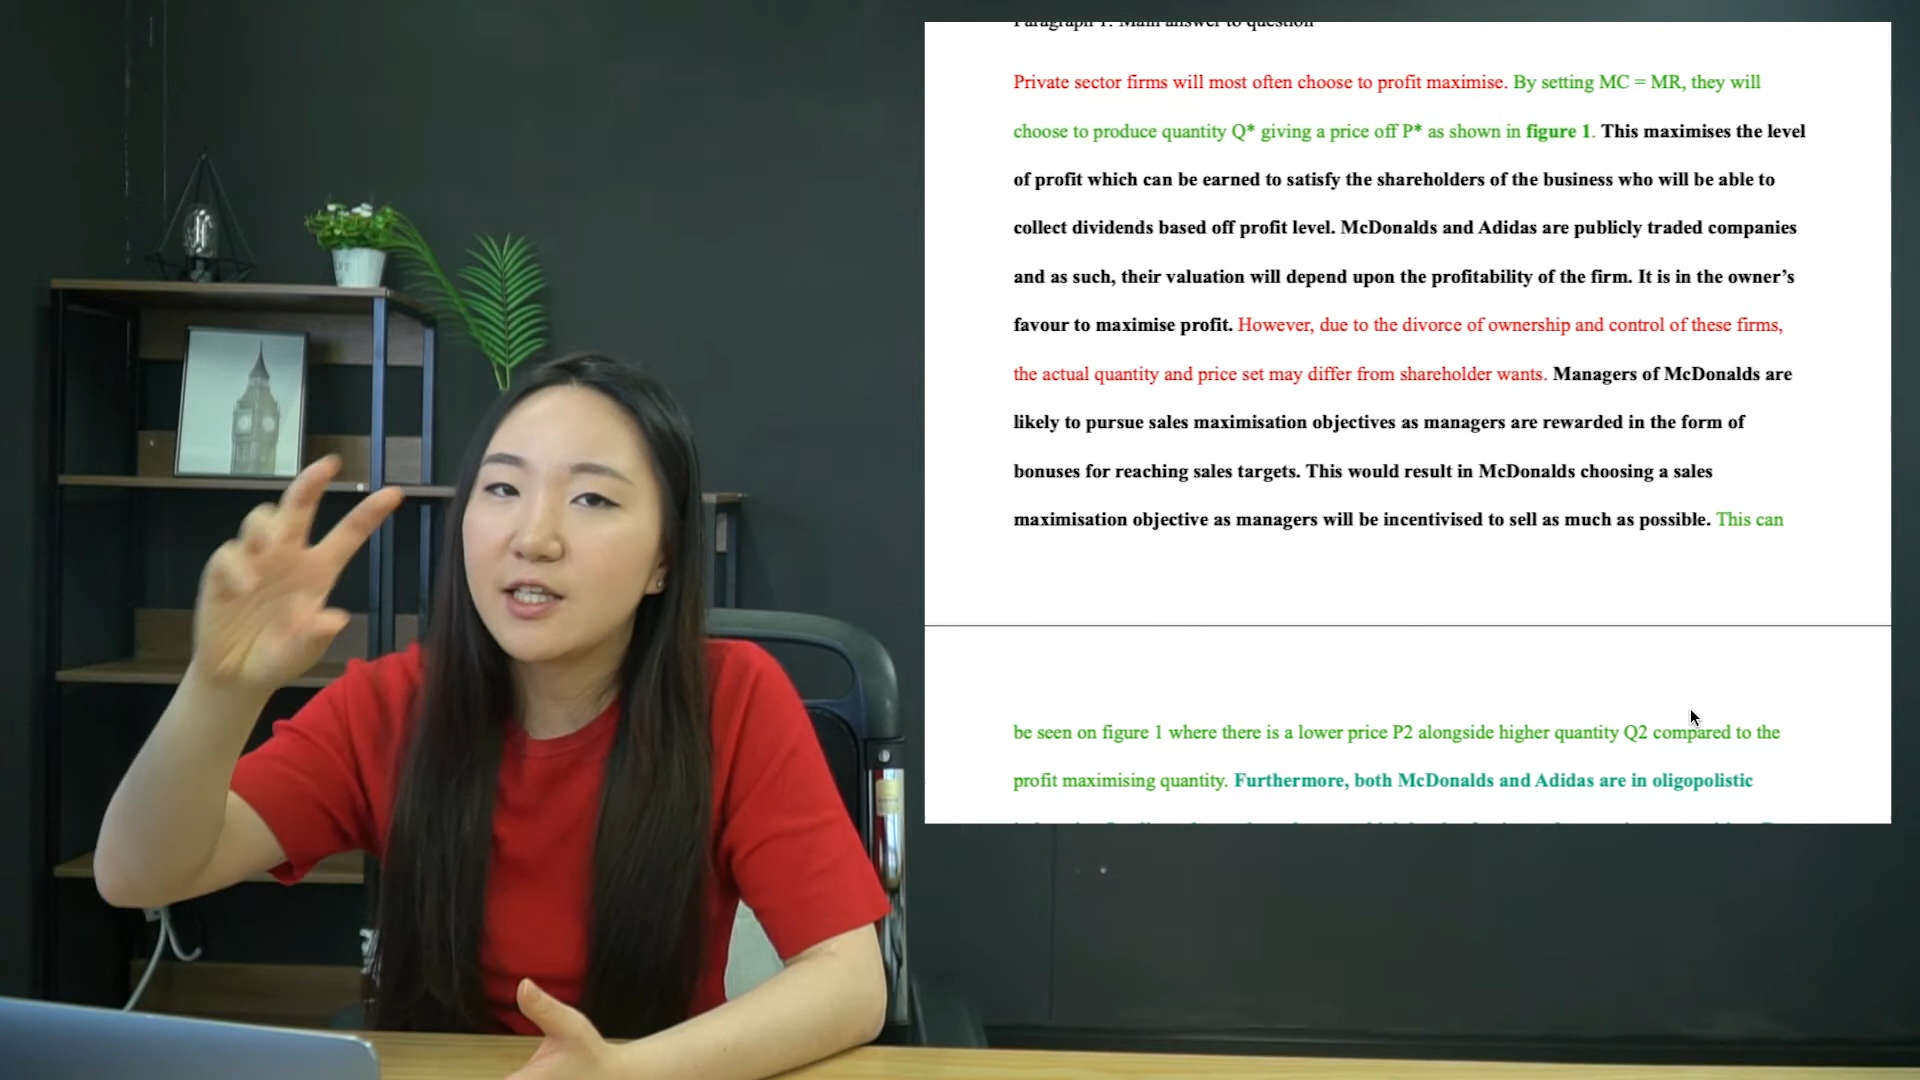 Paragraph 1: Main answer to question
Private sector firms will most often choose to profit maximise. By setting MC = MR, they will
choose to produce quantity Q* giving a price off P* as shown in figure 1. This maximises the level
of profit which can be earned to satisfy the shareholders of the business who will be able to
collect dividends based off profit level. McDonalds and Adidas are publicly traded companies
and as such, their valuation will depend upon the profitability of the firm. It is in the owner’s
favour to maximise profit. However, due to the divorce of ownership and control of these firms,
the actual quantity and price set may differ from shareholder wants. Managers of McDonalds are
likely to pursue sales maximisation objectives as managers are rewarded in the form of
bonuses for reaching sales targets. This would result in McDonalds choosing a sales
maximisation objective as managers will be incentivised to sell as much as possible. This can
be seen on figure 1 where there is a lower price P2 alongside higher quantity Q2 compared to the
profit maximising quantity. Furthermore, both McDonalds and Adidas are in oligopolistic